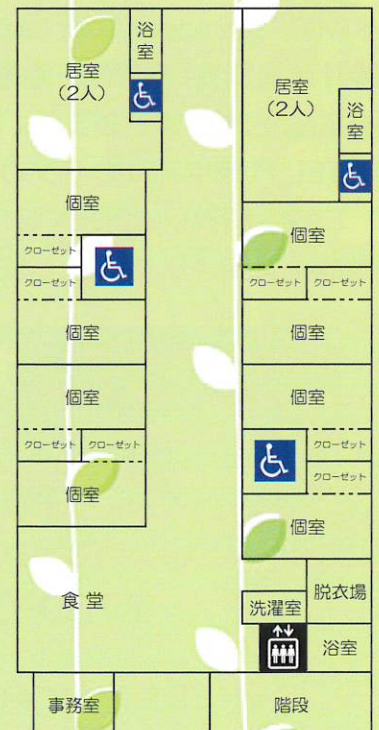 居室
(2人)
浴
室
居室
(2人)
浴
室
個室
クローゼット
クローゼット
個室
個室
クローゼット
クローゼット
個室
個室
クローゼット
クローゼット
個室
個室
クローゼット
クローゼット
個室
食堂
洗濯室
脱衣場
浴室
事務室
階段